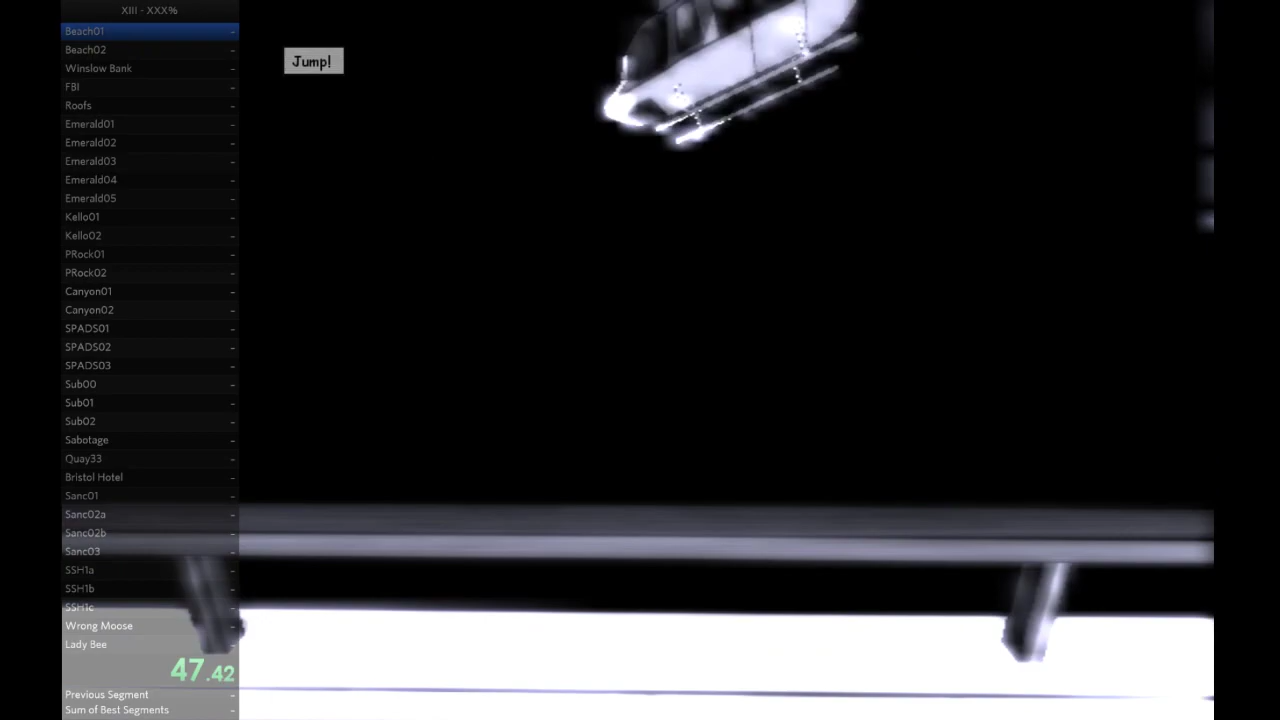 XIII - XXX%
Beach01 -
Beach02 -
Winslow Bank -
FBI -
Roofs -
Emerald01 -
Emerald02 -
Emerald03 -
Emerald04 -
Emerald05 -
Kello01 -
Kello02 -
PRock01 -
PRock02 -
Canyon01 -
Canyon02 -
SPADS01 -
SPADS02 -
SPADS03 -
Sub00 -
Sub01 -
Sub02 -
Sabotage -
Quay33 -
Bristol Hotel -
Sanc01 -
Sanc02a -
Sanc02b -
Sanc03 -
SSH1a -
SSH1b -
SSH1c -
Wrong Moose -
Lady Bee -
47.42
Previous Segment -
Sum of Best Segments -
Jump!